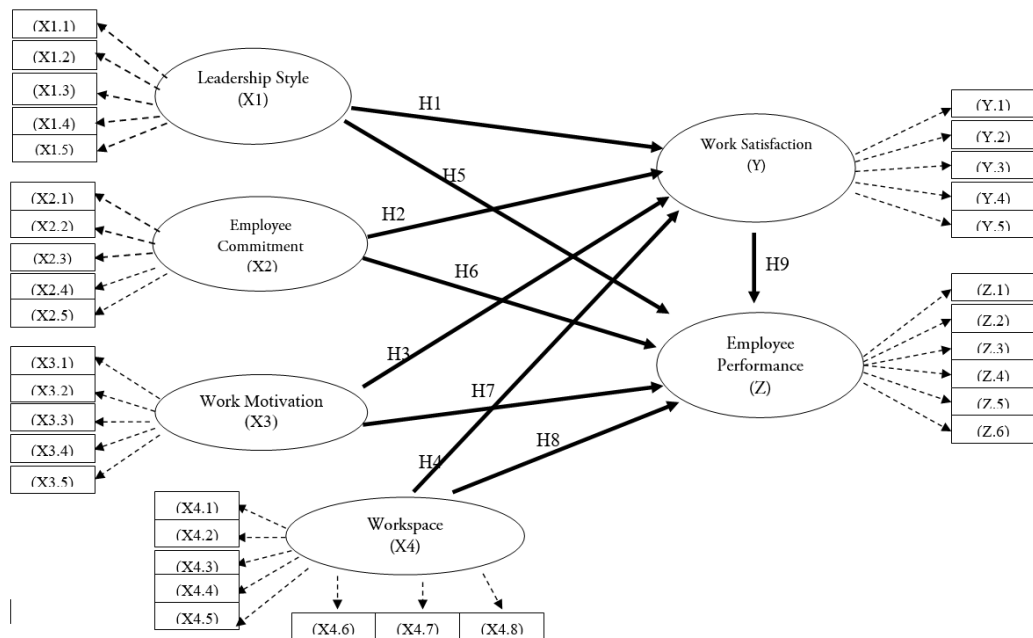 (X1.1)
(X1.2)
(X1.3)
(X1.4)
(X1.5)
Leadership Style
(X1)
H1
H5
Work Satisfaction
(Y)
(Y.1)
(Y.2)
(Y.3)
(Y.4)
(Y.5)
(X2.1)
(X2.2)
(X2.3)
(X2.4)
(X2.5)
Employee
Commitment
(X2)
H2
H6
H9
Employee
Performance
(Z)
(Z.1)
(Z.2)
(Z.3)
(Z.4)
(Z.5)
(Z.6)
(X3.1)
(X3.2)
(X3.3)
(X3.4)
(X3.5)
Work Motivation
(X3)
H3
H7
H4
H8
(X4.1)
(X4.2)
(X4.3)
(X4.4)
(X4.5)
Workspace
(X4)
(X4.6)
(X4.7)
(X4.8)